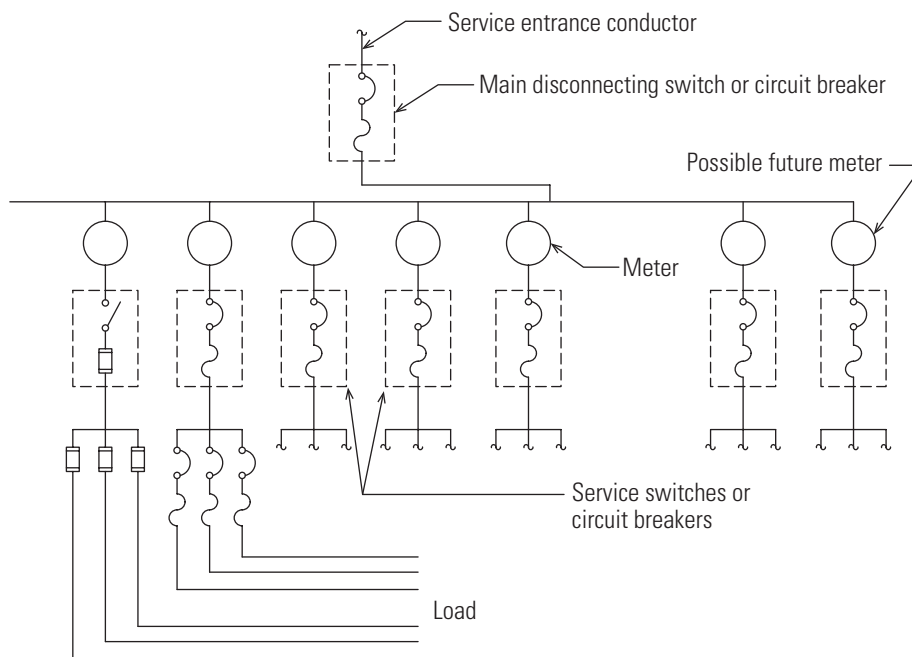 Service entrance conductor
Main disconnecting switch or circuit breaker
Possible future meter
Meter
Service switches or
circuit breakers
Load